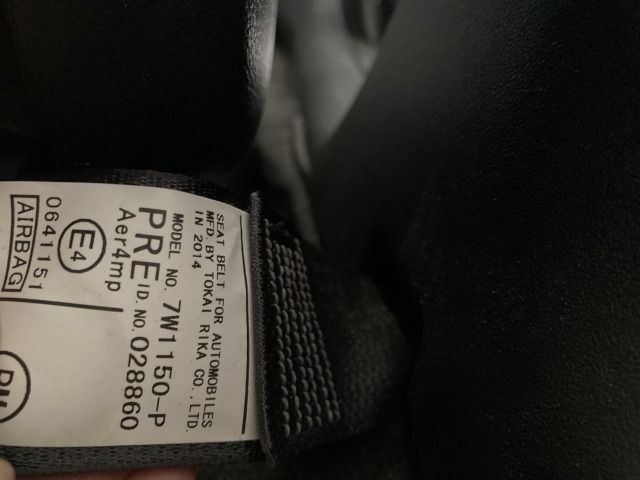 SEAT BELT FOR AUTOMOBILES
MFD. BY TOKAI RIKA CO., LTD.
IN 2014
MODEL NO. 7W1150-P
PRE ID. NO. 028860
Aer4mp
E4
0641151
AIRBAG